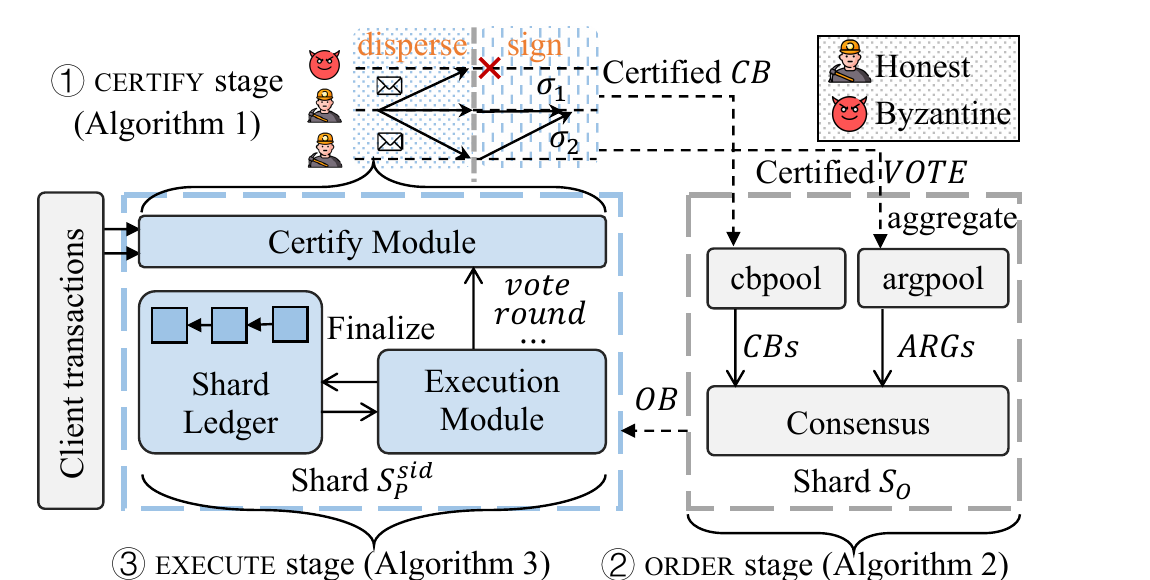 disperse sign
① CERTIFY stage
(Algorithm 1)
σ₁
σ₂
Certified CB
Honest
Byzantine
Certified VOTE
aggregate
Client transactions
Certify Module
vote
round
...
Finalize
Shard
Ledger
Execution
Module
Shard S_P^{sid}
OB
cbpool
argpool
CBs
ARGs
Consensus
Shard S_O
③ EXECUTE stage (Algorithm 3)
② ORDER stage (Algorithm 2)